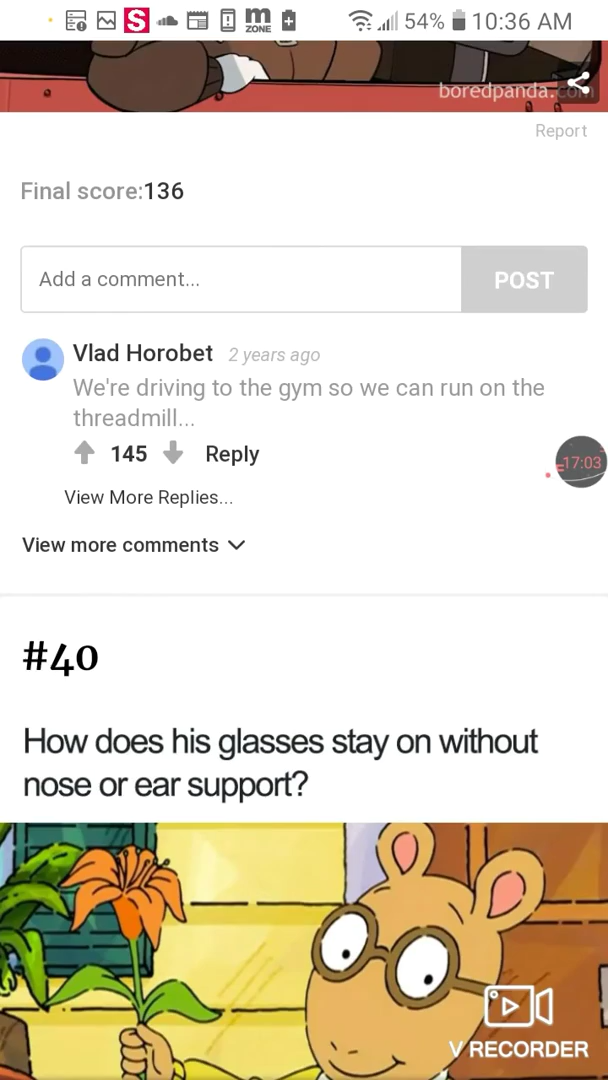 mZONE 54% 10:36 AM
boredpanda.com
Report
Final score:136
Add a comment...
POST
Vlad Horobet 2 years ago
We're driving to the gym so we can run on the
threadmill...
145 Reply
17:03
View More Replies...
View more comments
#40
How does his glasses stay on without
nose or ear support?
V RECORDER